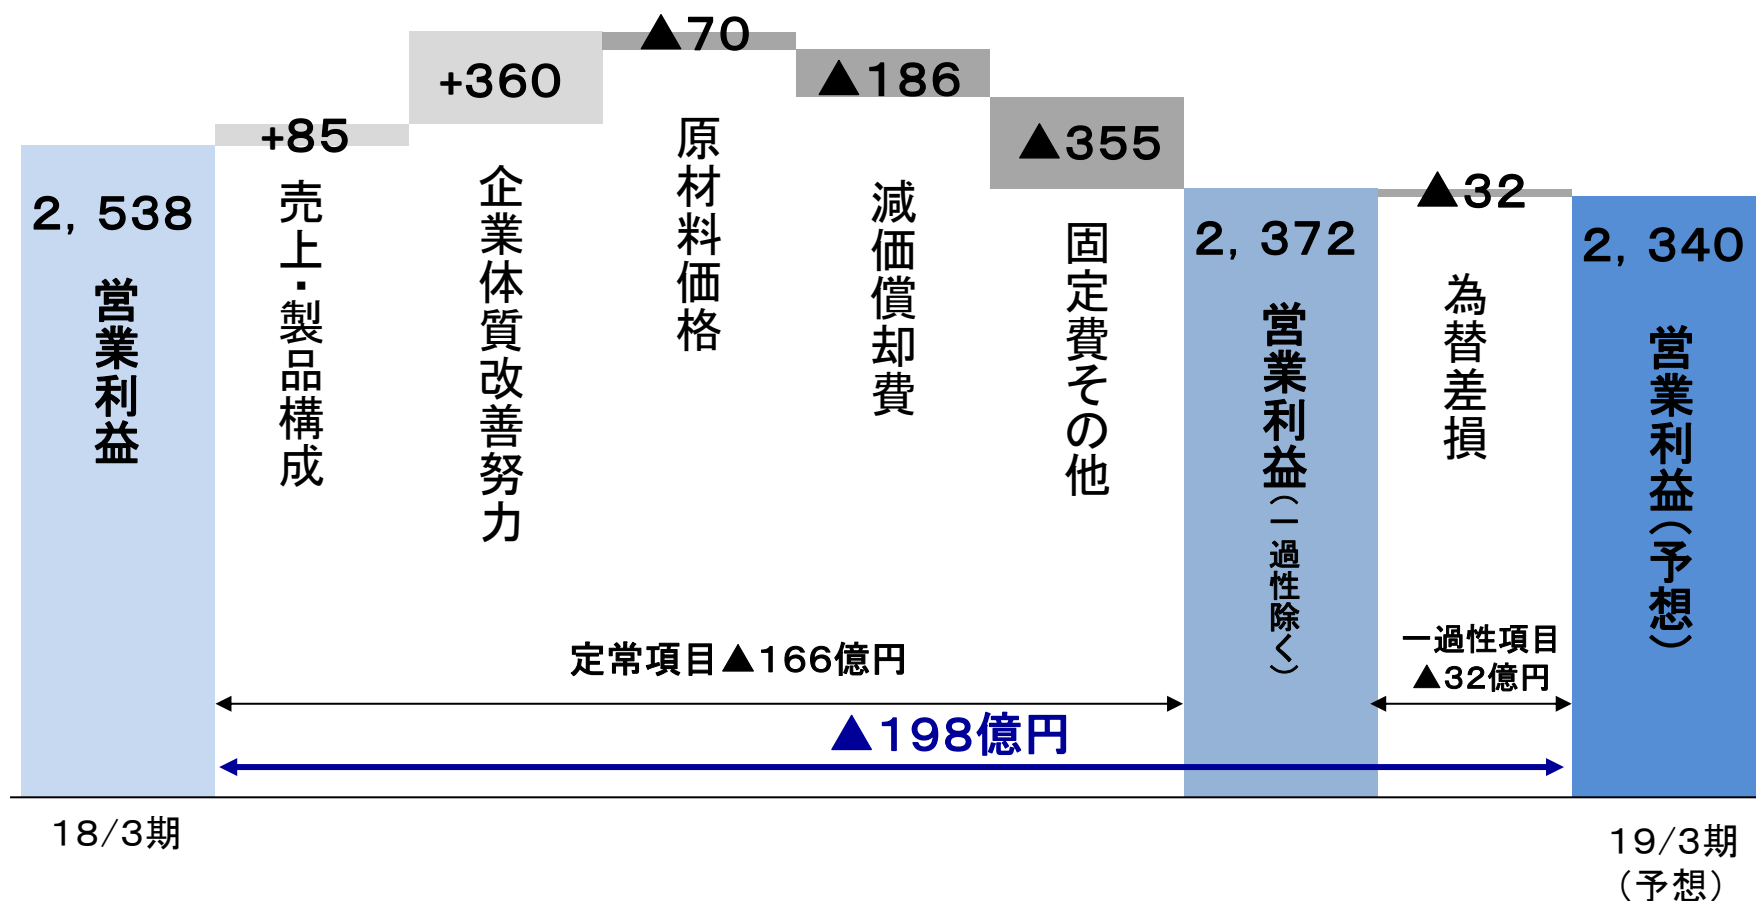 2,538
営業利益
+85
売上・製品構成
+360
企業体質改善努力
▲70
原材料価格
▲186
減価償却費
▲355
固定費その他
2,372
営業利益(一過性除く)
▲32
為替差損
2,340
営業利益(予想)
定常項目▲166億円
一過性項目
▲32億円
▲198億円
18/3期
19/3期
(予想)